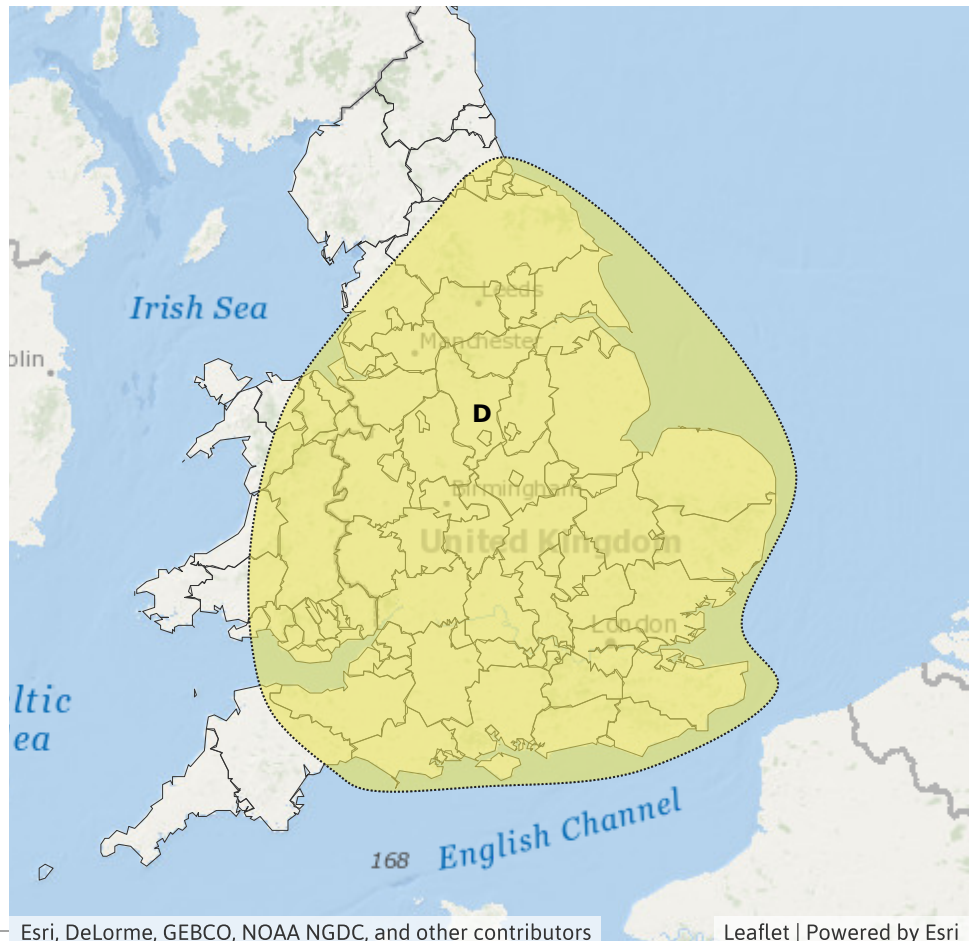 Leeds
Irish Sea
Manchester
olin
D
Birmingham
United Kingdom
London
ltic
ea
English Channel
168
Esri, DeLorme, GEBCO, NOAA NGDC, and other contributors
Leaflet | Powered by Esri